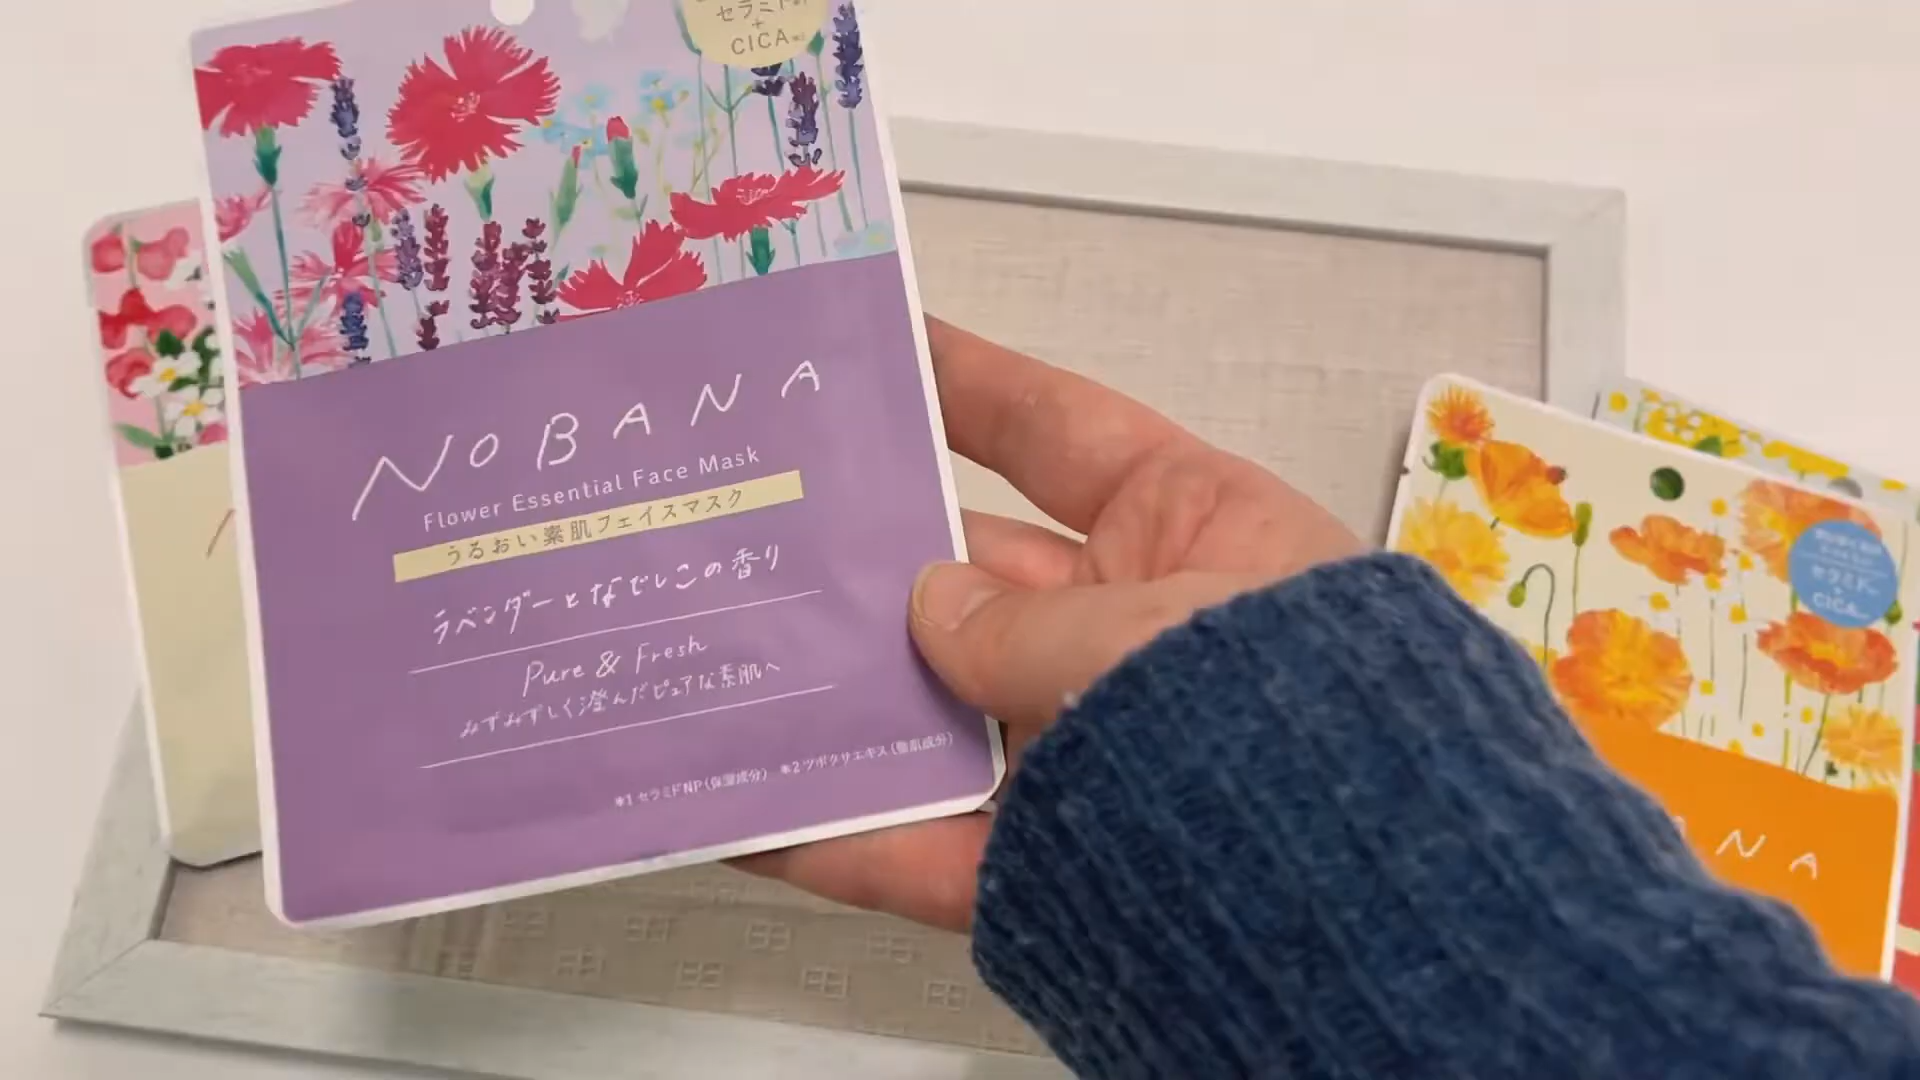 セラミド
+
CICA
NOBANA
Flower Essential Face Mask
うるおい素肌フェイスマスク
ラベンダーとなでしこの香り
Pure & Fresh
みずみずしく澄んだピュアな素肌へ
*1 セラミドNP(保湿成分) *2 ツボクサエキス(整肌成分)
セラミド
+
CICA
ANA